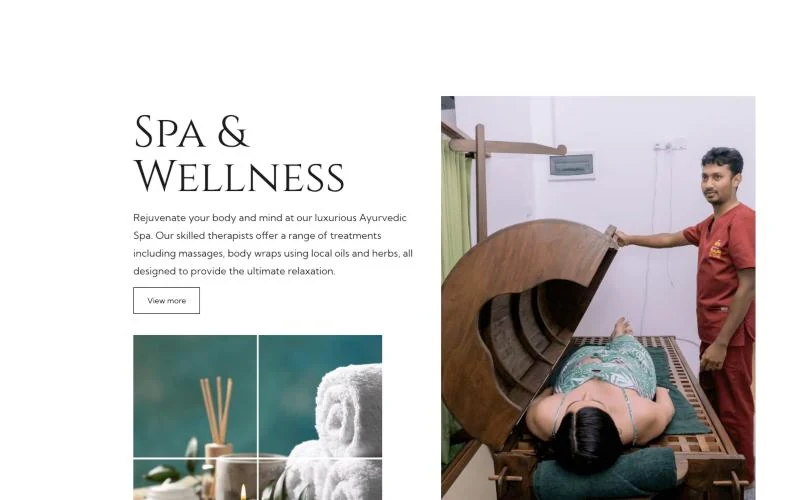 Spa &
Wellness
Rejuvenate your body and mind at our luxurious Ayurvedic
Spa. Our skilled therapists offer a range of treatments
including massages, body wraps using local oils and herbs, all
designed to provide the ultimate relaxation.
View more